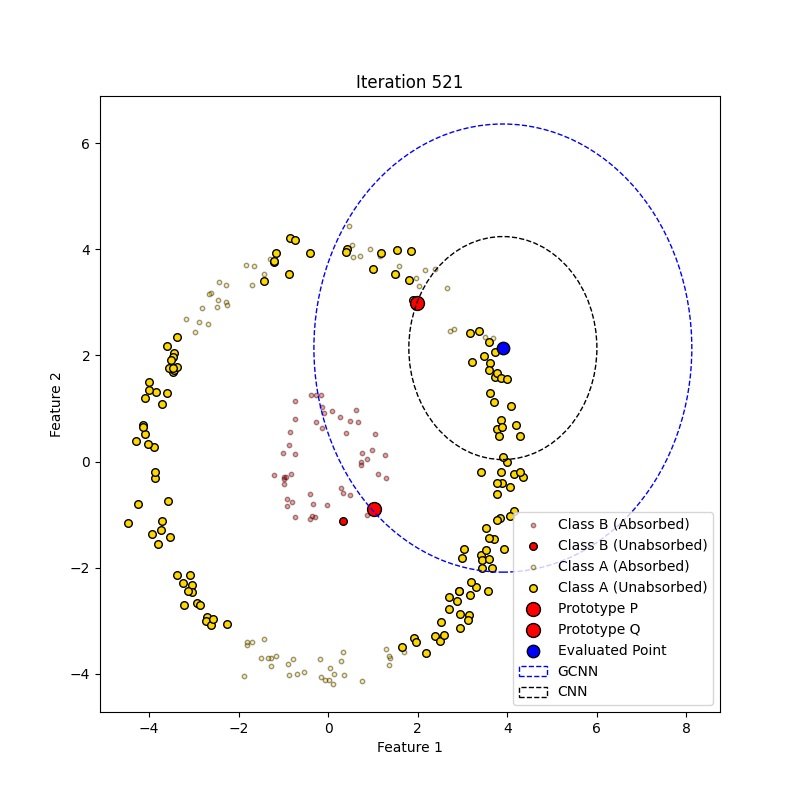 Iteration 521
Feature 2
6
4
2
0
−2
−4
−4
−2
0
2
4
6
8
Feature 1
Class B (Absorbed)
Class B (Unabsorbed)
Class A (Absorbed)
Class A (Unabsorbed)
Prototype P
Prototype Q
Evaluated Point
GCNN
CNN